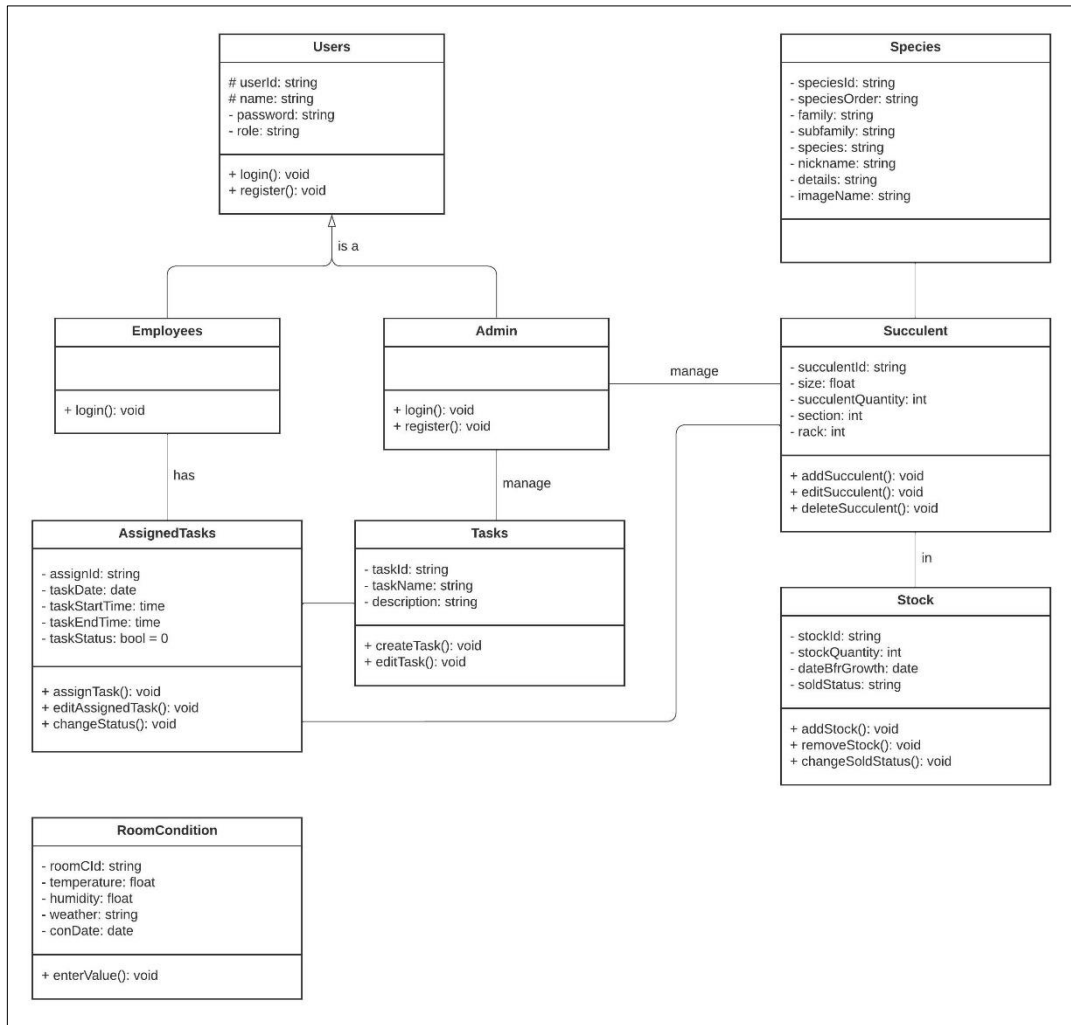 Users
# userId: string
# name: string
- password: string
- role: string
+ login(): void
+ register(): void
Species
- speciesId: string
- speciesOrder: string
- family: string
- subfamily: string
- species: string
- nickname: string
- details: string
- imageName: string
is a
Employees
+ login(): void
Admin
+ login(): void
+ register(): void
manage
Succulent
- succulentId: string
- size: float
- succulentQuantity: int
- section: int
- rack: int
+ addSucculent(): void
+ editSucculent(): void
+ deleteSucculent(): void
has
manage
AssignedTasks
- assignId: string
- taskDate: date
- taskStartTime: time
- taskEndTime: time
- taskStatus: bool = 0
+ assignTask(): void
+ editAssignedTask(): void
+ changeStatus(): void
Tasks
- taskId: string
- taskName: string
- description: string
+ createTask(): void
+ editTask(): void
in
Stock
- stockId: string
- stockQuantity: int
- dateBfrGrowth: date
- soldStatus: string
+ addStock(): void
+ removeStock(): void
+ changeSoldStatus(): void
RoomCondition
- roomCId: string
- temperature: float
- humidity: float
- weather: string
- conDate: date
+ enterValue(): void